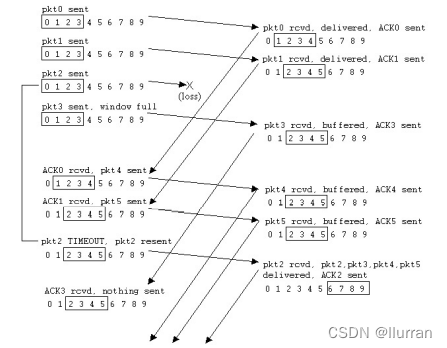 pkt0 sent
0 1 2 3 4 5 6 7 8 9
pkt0 rcvd, delivered, ACK0 sent
0 1 2 3 4 5 6 7 8 9
pkt1 sent
0 1 2 3 4 5 6 7 8 9
pkt1 rcvd, delivered, ACK1 sent
0 1 2 3 4 5 6 7 8 9
pkt2 sent
0 1 2 3 4 5 6 7 8 9
X
(loss)
pkt3 sent, window full
0 1 2 3 4 5 6 7 8 9
pkt3 rcvd, buffered, ACK3 sent
0 1 2 3 4 5 6 7 8 9
ACK0 rcvd, pkt4 sent
0 1 2 3 4 5 6 7 8 9
pkt4 rcvd, buffered, ACK4 sent
0 1 2 3 4 5 6 7 8 9
ACK1 rcvd, pkt5 sent
0 1 2 3 4 5 6 7 8 9
pkt5 rcvd, buffered, ACK5 sent
0 1 2 3 4 5 6 7 8 9
pkt2 TIMEOUT, pkt2 resent
0 1 2 3 4 5 6 7 8 9
pkt2 rcvd, pkt2,pkt3,pkt4,pkt5
delivered, ACK2 sent
0 1 2 3 4 5 6 7 8 9
ACK3 rcvd, nothing sent
0 1 2 3 4 5 6 7 8 9
CSDN @llurran